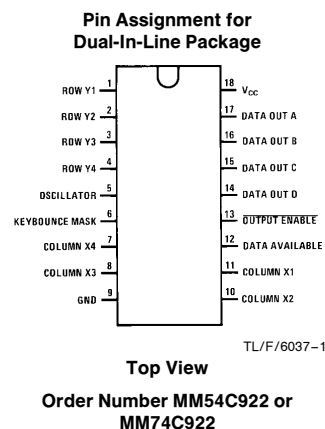 Pin Assignment for
Dual-In-Line Package
ROW Y1 1
18 VCC
ROW Y2 2
17 DATA OUT A
ROW Y3 3
16 DATA OUT B
ROW Y4 4
15 DATA OUT C
OSCILLATOR 5
14 DATA OUT D
KEYBOUNCE MASK 6
13 OUTPUT ENABLE
COLUMN X4 7
12 DATA AVAILABLE
COLUMN X3 8
11 COLUMN X1
GND 9
10 COLUMN X2
TL/F/6037–1
Top View
Order Number MM54C922 or
MM74C922